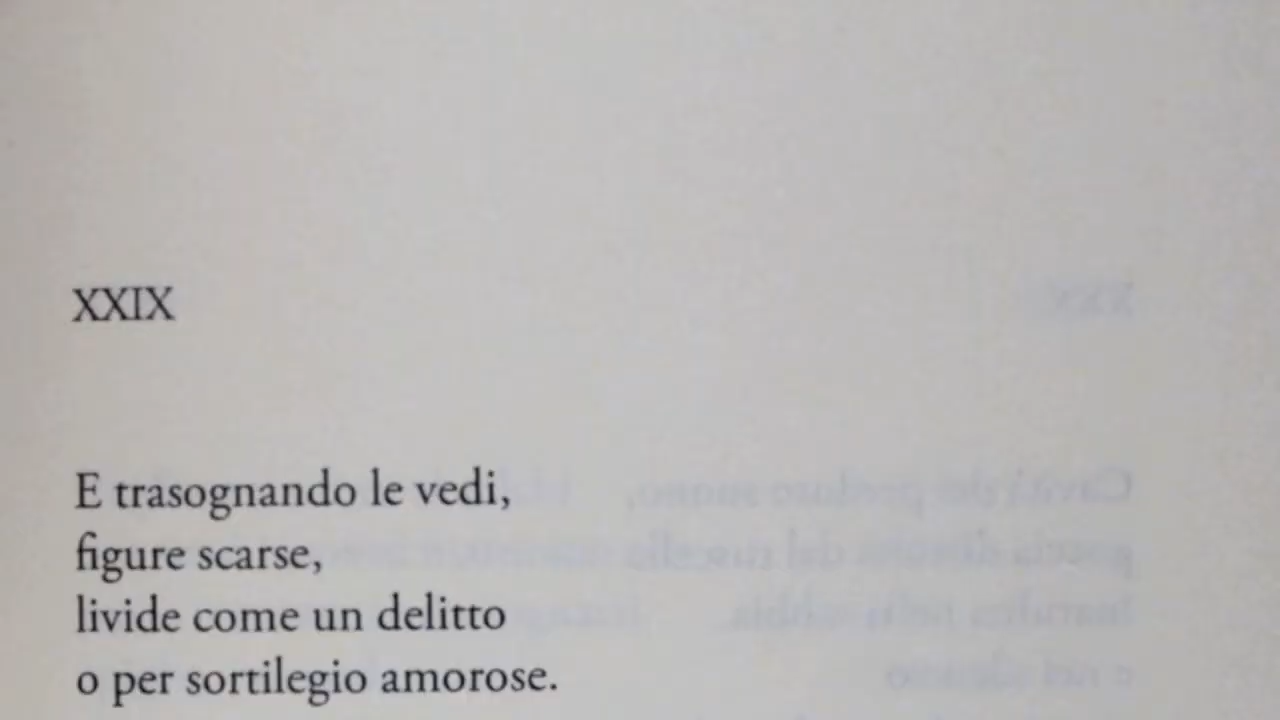 XXIX
E trasognando le vedi,
figure scarse,
livide come un delitto
o per sortilegio amorose.